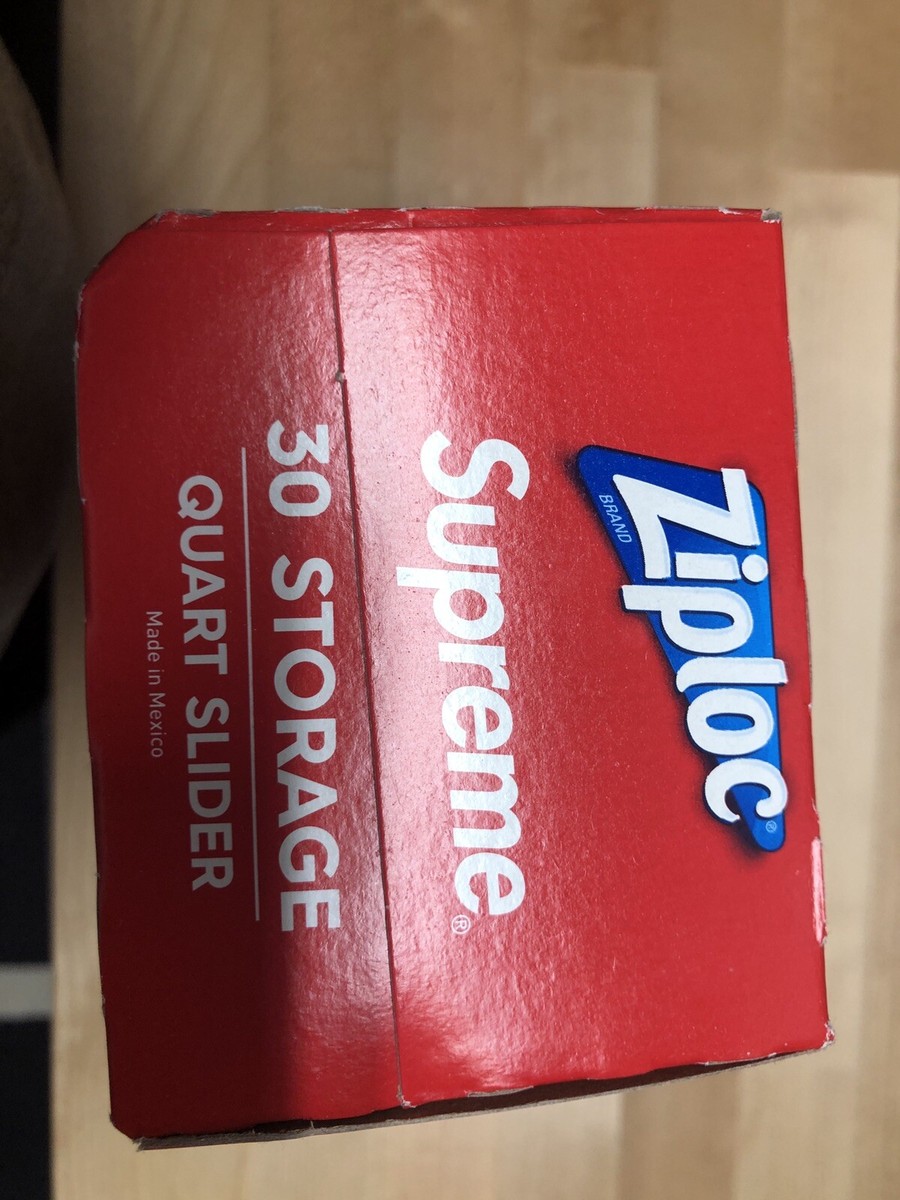 Ziploc®
BRAND
Supreme®
30 STORAGE
QUART SLIDER
Made in Mexico